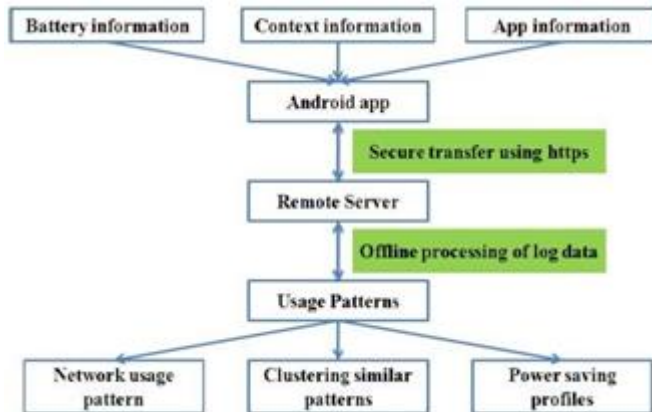 Battery information
Context information
App information
Android app
Secure transfer using https
Remote Server
Offline processing of log data
Usage Patterns
Network usage
pattern
Clustering similar
patterns
Power saving
profiles